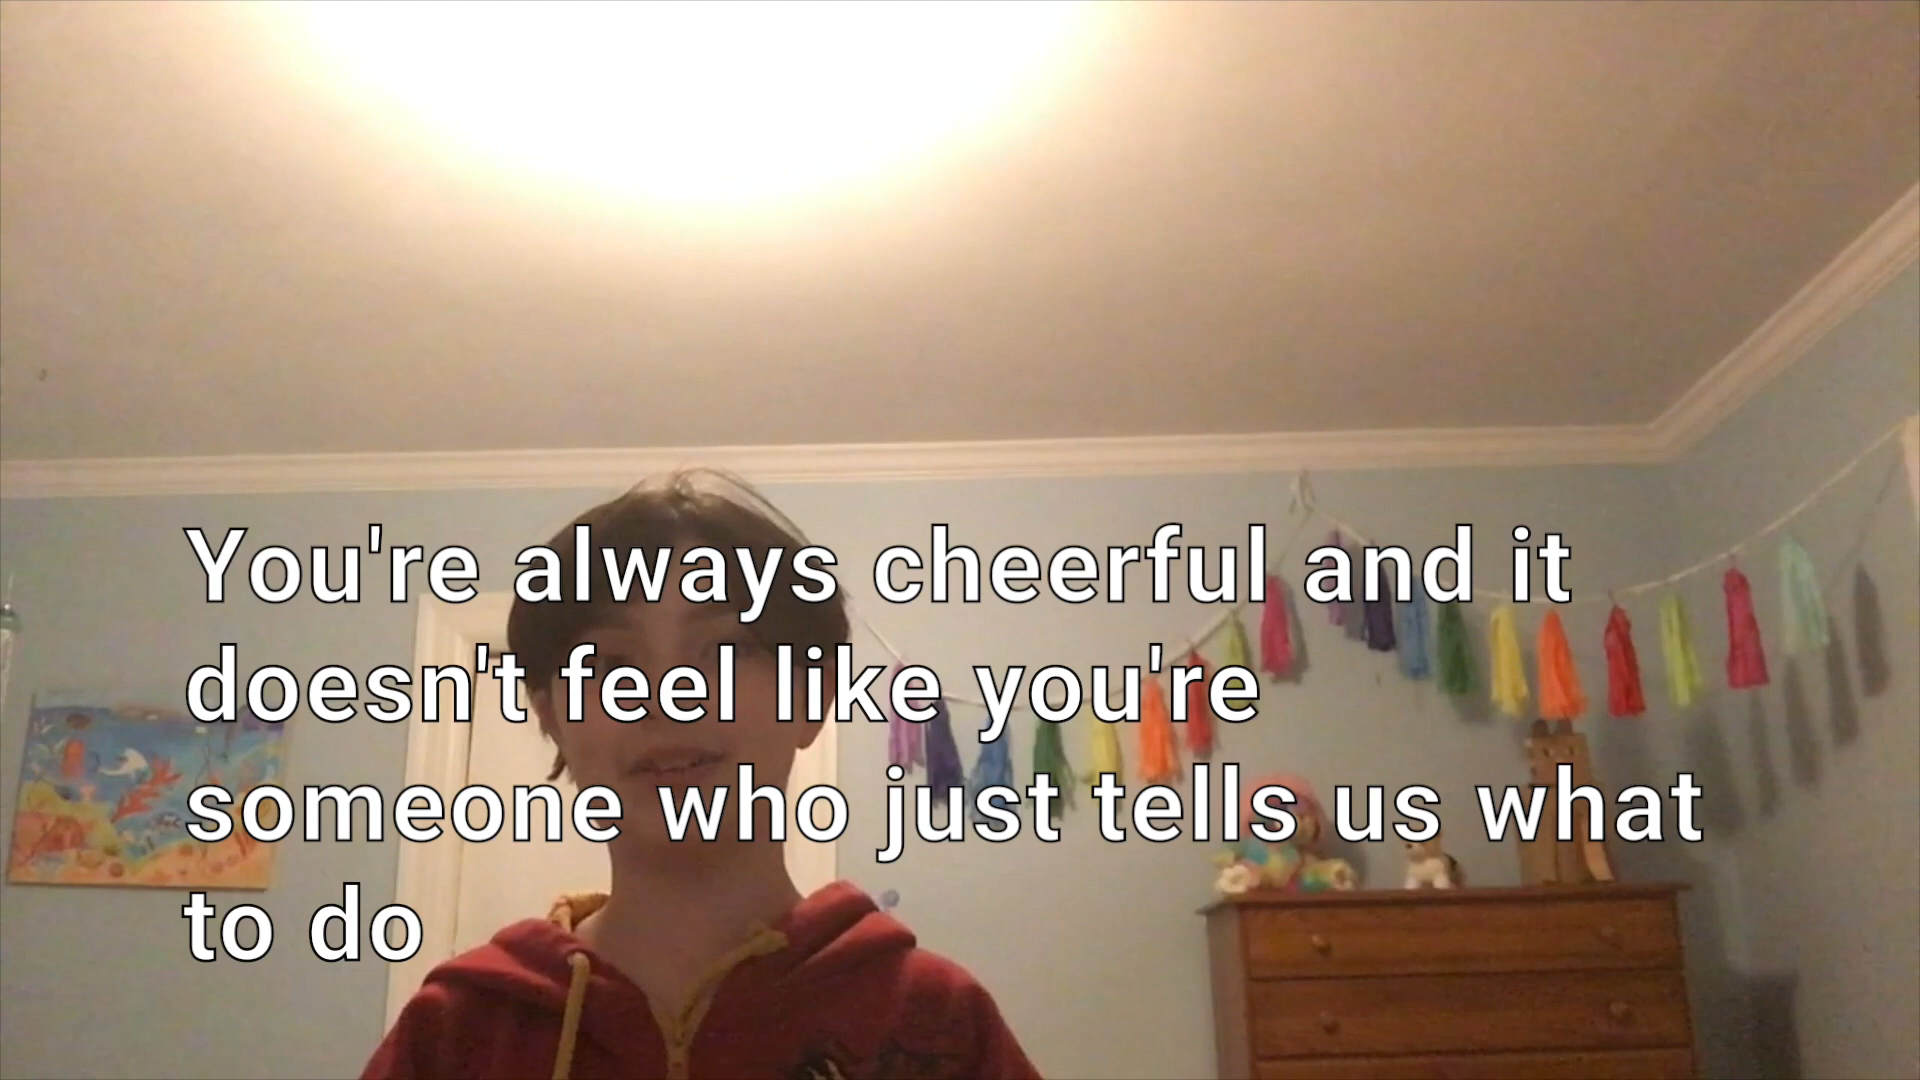 You're always cheerful and it
doesn't feel like you're
someone who just tells us what
to do